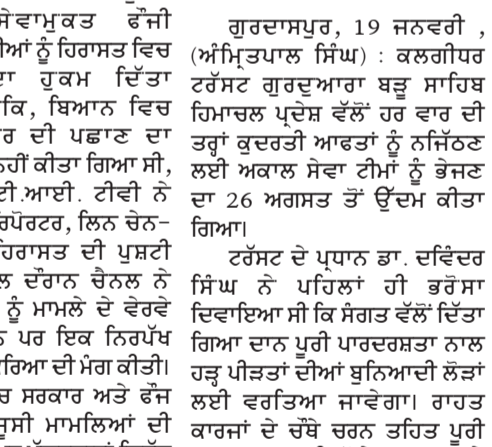 ਸੇਵਾਮੁਕਤ ਫੌਜੀ
ਨੂੰ ਹਿਰਾਸਤ ਵਿਚ
ਹੁਕਮ ਦਿੱਤਾ
ਕਿ, ਬਿਆਨ ਵਿਚ
ਦੀ ਪਛਾਣ ਦਾ
ਕੀਤਾ ਗਿਆ ਸੀ,
ਟੀਵੀ ਨੇ
ਲਿਨ ਚੇਨ-
ਹਿਰਾਸਤ ਦੀ ਪੁਸ਼ਟੀ
ਦੌਰਾਨ ਚੈਨਲ ਨੇ
ਨੂੰ ਮਾਮਲੇ ਦੇ ਵੇਰਵੇ
ਪਰ ਇਕ ਨਿਰਪੱਖ
ਦੀ ਮੰਗ ਕੀਤੀ।
ਸਰਕਾਰ ਅਤੇ ਫੌਜ
ਮਾਮਲਿਆਂ ਦੀ
ਗੁਰਦਾਸਪੁਰ, 19 ਜਨਵਰੀ ,
(ਅੰਮ੍ਰਿਤਪਾਲ ਸਿੰਘ) : ਕਲਗੀਧਰ
ਟਰੱਸਟ ਗੁਰਦੁਆਰਾ ਬੜੂ ਸਾਹਿਬ
ਹਿਮਾਚਲ ਪ੍ਰਦੇਸ਼ ਵੱਲੋਂ ਹਰ ਵਾਰ ਦੀ
ਤਰ੍ਹਾਂ ਕੁਦਰਤੀ ਆਫਤਾਂ ਨੂੰ ਨਜਿੱਠਣ
ਲਈ ਅਕਾਲ ਸੇਵਾ ਟੀਮਾਂ ਨੂੰ ਭੇਜਣ
ਦਾ 26 ਅਗਸਤ ਤੋਂ ਉੱਦਮ ਕੀਤਾ
ਗਿਆ।
ਟਰੱਸਟ ਦੇ ਪ੍ਰਧਾਨ ਡਾ. ਦਵਿੰਦਰ
ਸਿੰਘ ਨੇ ਪਹਿਲਾਂ ਹੀ ਭਰੋਸਾ
ਦਿਵਾਇਆ ਸੀ ਕਿ ਸੰਗਤ ਵੱਲੋਂ ਦਿੱਤਾ
ਗਿਆ ਦਾਨ ਪੂਰੀ ਪਾਰਦਰਸ਼ਤਾ ਨਾਲ
ਹੜ੍ਹ ਪੀੜਤਾਂ ਦੀਆਂ ਬੁਨਿਆਦੀ ਲੋੜਾਂ
ਲਈ ਵਰਤਿਆ ਜਾਵੇਗਾ। ਰਾਹਤ
ਕਾਰਜਾਂ ਦੇ ਚੌਥੇ ਚਰਨ ਤਹਿਤ ਪੂਰੀ